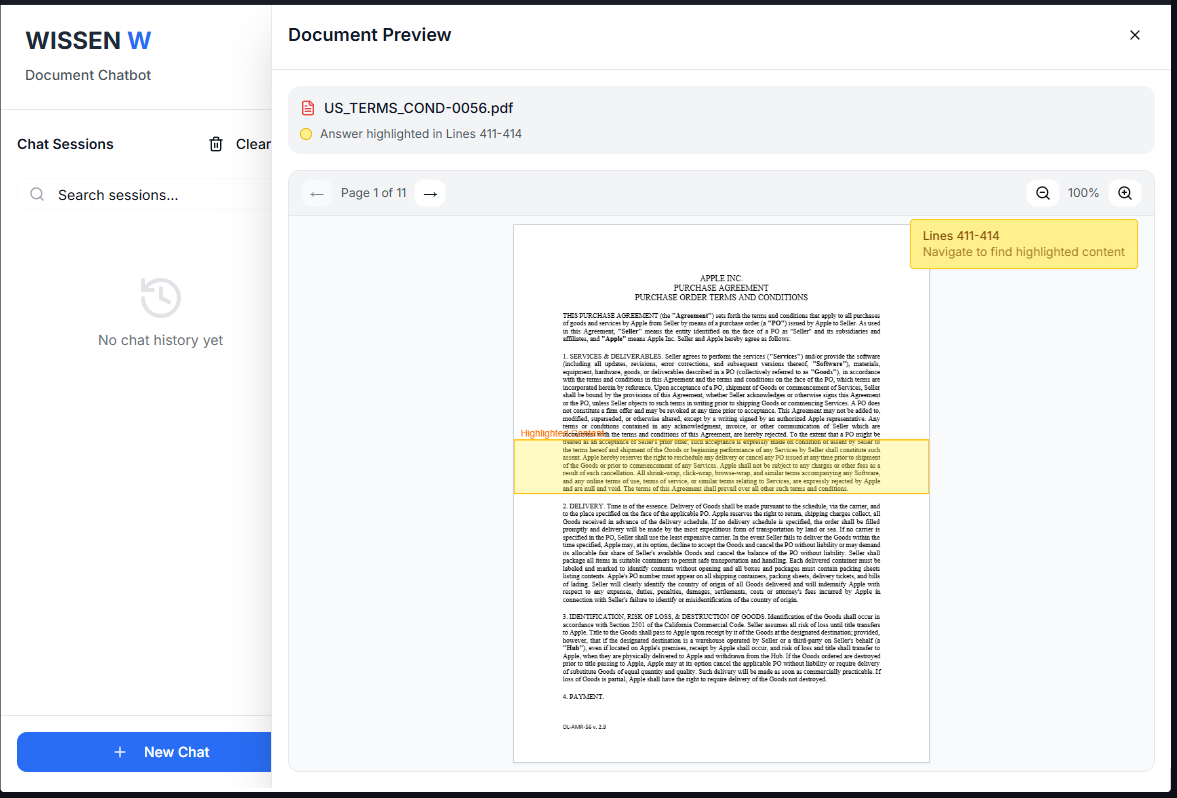 WISSEN W
Document Chatbot
Chat Sessions
Clear
Search sessions...
No chat history yet
+ New Chat
Document Preview
×
US_TERMS_COND-0056.pdf
Answer highlighted in Lines 411-414
← Page 1 of 11 →
100%
Lines 411-414
Navigate to find highlighted content
APPLE INC.
PURCHASE AGREEMENT
PURCHASE ORDER TERMS AND CONDITIONS
THIS PURCHASE AGREEMENT (the "Agreement") sets forth the terms and conditions that apply to all purchases
of goods and services by Apple from Seller by means of a purchase order (a "PO") issued by Apple to Seller. As used
in this Agreement, "Seller" means the entity identified on the face of a PO as "Seller" and its subsidiaries and
affiliates, and "Apple" means Apple Inc. Seller and Apple hereby agree as follows:
1. SERVICES & DELIVERABLES. Seller agrees to perform the services ("Services") and/or provide the software
(including all updates, revisions, error corrections, and subsequent versions thereof, "Software"), materials,
equipment, hardware, goods, or deliverables described in a PO (collectively referred to as "Goods"), in accordance
with the terms and conditions in this Agreement and the terms and conditions on the face of the PO, which terms are
incorporated herein by reference. Upon acceptance of a PO, shipment of Goods or commencement of Services, Seller
shall be bound by the provisions of this Agreement, whether Seller acknowledges or otherwise signs this Agreement
or the PO, unless Seller objects to such terms in writing prior to shipping Goods or commencing Services. A PO does
not constitute a firm offer and may be revoked at any time prior to acceptance. This Agreement may not be added to,
modified, superseded, or otherwise altered, except by a writing signed by an authorized Apple representative. Any
terms or conditions contained in any acknowledgment, invoice, or other communication of Seller which are
Highlighted Content
with the terms and conditions of this Agreement, are hereby rejected. To the extent that a PO might be
treated as an acceptance of Seller's prior offer, such acceptance is expressly made on condition of assent by Seller to
the terms hereof and shipment of the Goods or beginning performance of any Services by Seller shall constitute such
assent. Apple hereby reserves the right to reschedule any delivery or cancel any PO issued at any time prior to shipment
of the Goods or prior to commencement of any Services. Apple shall not be subject to any charges or other fees as a
result of such cancellation. All shrink-wrap, click-wrap, browse-wrap, and similar terms accompanying any Software,
and any online terms of use, terms of service, or similar terms relating to Services, are expressly rejected by Apple
and are null and void. The terms of this Agreement shall prevail over all other such terms and conditions.
2. DELIVERY. Time is of the essence. Delivery of Goods shall be made pursuant to the schedule, via the carrier, and
to the place specified on the face of the applicable PO. Apple reserves the right to return, shipping charges collect, all
Goods received in advance of the delivery schedule. If no delivery schedule is specified, the order shall be filled
promptly and delivery will be made by the most expeditious form of transportation by land or sea. If no carrier is
specified in the PO, Seller shall use the least expensive carrier. In the event Seller fails to deliver the Goods within the
time specified, Apple may, at its option, decline to accept the Goods and cancel the PO without liability or may demand
its allocable fair share of Seller's available Goods and cancel the balance of the PO without liability. Seller shall
package all items in suitable containers to permit safe transportation and handling. Each delivered container must be
labeled and marked to identify contents without opening and all boxes and packages must contain packing sheets
listing contents. Apple's PO number must appear on all shipping containers, packing sheets, delivery tickets, and bills
of lading. Seller will clearly identify the country of origin of all Goods delivered and will indemnify Apple with
respect to any expenses, duties, penalties, damages, settlements, costs or attorney's fees incurred by Apple in
connection with Seller's failure to identify or misidentification of the country of origin.
3. IDENTIFICATION, RISK OF LOSS, & DESTRUCTION OF GOODS. Identification of the Goods shall occur in
accordance with Section 2501 of the California Commercial Code. Seller assumes all risk of loss until title transfers
to Apple. Title to the Goods shall pass to Apple upon receipt by it of the Goods at the designated destination; provided,
however, that if the designated destination is a warehouse operated by Seller or a third-party on Seller's behalf (a
"Hub"), even if located on Apple's premises, receipt by Apple shall occur, and risk of loss and title shall transfer to
Apple, when they are physically delivered to Apple and withdrawn from the Hub. If the Goods ordered are destroyed
prior to title passing to Apple, Apple may at its option cancel the applicable PO without liability or require delivery
of substitute Goods of equal quantity and quality. Such delivery will be made as soon as commercially practicable. If
loss of Goods is partial, Apple shall have the right to require delivery of the Goods not destroyed.
4. PAYMENT.
OL-AMR-56 v. 2.9